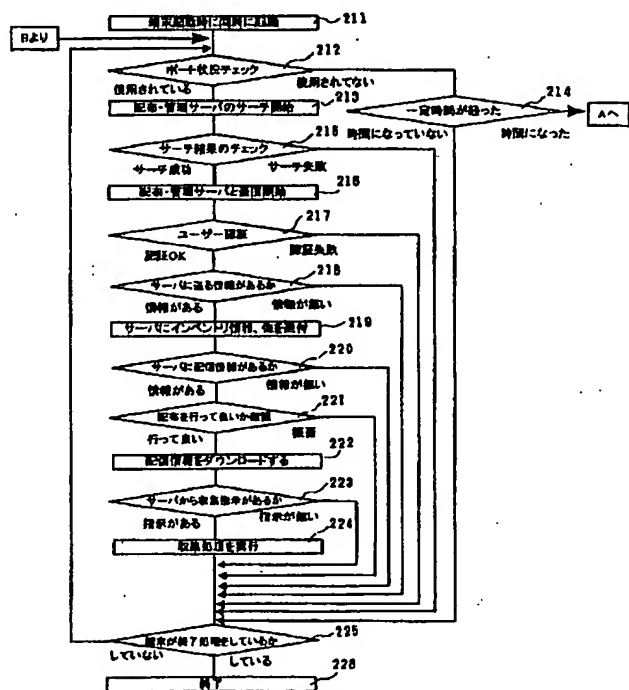 211
Bより
端末起動時に同時に起動
212
ポート状況チェック
使用されている
使用されてない
213
配布・管理サーバのサーチ開始
214
一定時間が経った
Aへ
時間になっていない
時間になった
215
サーチ結果のチェック
サーチ成功
サーチ失敗
216
配布・管理サーバと通信開始
217
ユーザー認証
認証OK
認証失敗
218
サーバに送る情報があるか
情報がある
情報が無い
219
サーバにインベントリ情報、他を送付
220
サーバに配信情報があるか
情報がある
情報が無い
221
配布を行って良いか確認
行って良い
拒否
222
配信情報をダウンロードする
223
サーバから収集指示があるか
指示がある
指示が無い
224
収集処理を実行
225
端末が終了処理をしているか
していない
している
226
終了